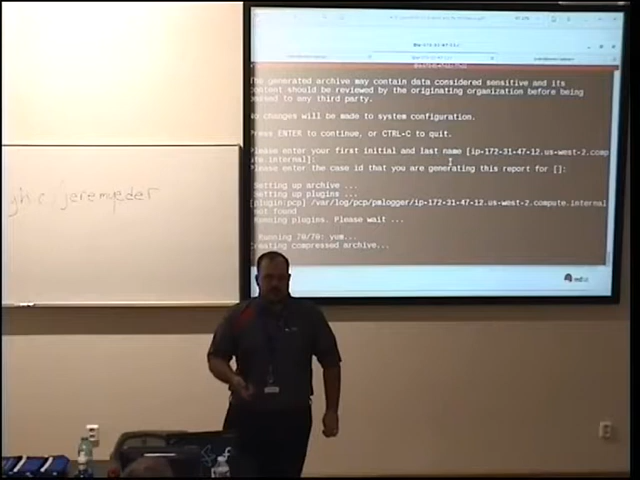 The generated archive may contain data considered sensitive and its
content should be reviewed by the originating organization before being
passed to any third party.
No changes will be made to system configuration.
Press ENTER to continue, or CTRL-C to quit.
Please enter your first initial and last name [ip-172-31-47-12.us-west-2.comp
ute.internal]:
Please enter the case id that you are generating this report for []:
Setting up archive ...
Setting up plugins ...
[plugin:pcp] /var/log/pcp/pmlogger/ip-172-31-47-12.us-west-2.compute.internal
not found
Running plugins. Please wait ...
Running 70/70: yum...
Creating compressed archive...
jeremyeder